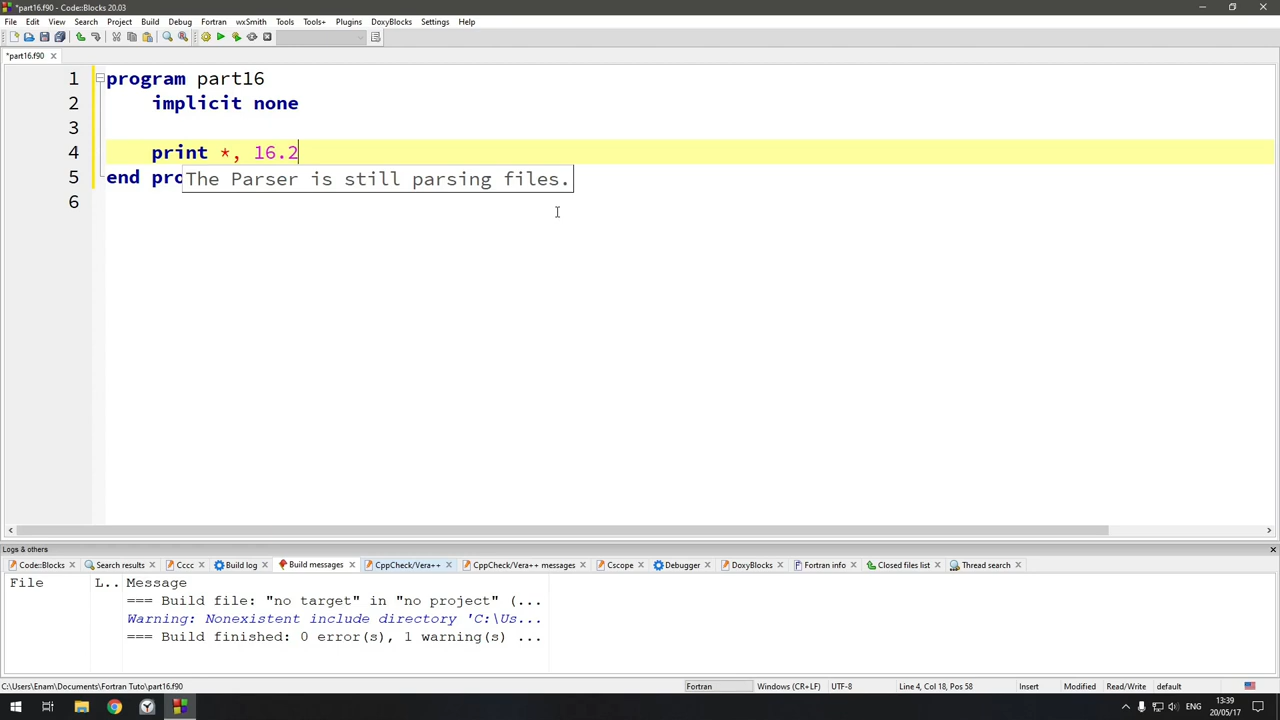 *part16.f90 - Code::Blocks 20.03
File Edit View Search Project Build Debug Fortran wxSmith Tools Tools+ Plugins DoxyBlocks Settings Help
*part16.f90
1 program part16
2 implicit none
3
4 print *, 16.2
5 end pro
The Parser is still parsing files.
6
Logs & others
Code::Blocks Search results Cccc Build log Build messages CppCheck/Vera++ CppCheck/Vera++ messages Cscope Debugger DoxyBlocks Fortran info Closed files list Thread search
File L.. Message
=== Build file: "no target" in "no project" (...
Warning: Nonexistent include directory 'C:\Us...
=== Build finished: 0 error(s), 1 warning(s) ...
C:\Users\Enam\Documents\Fortran Tuto\part16.f90 Fortran Windows (CR+LF) UTF-8 Line 4, Col 18, Pos 58 Insert Modified Read/Write default
ENG 13:39
20/05/17